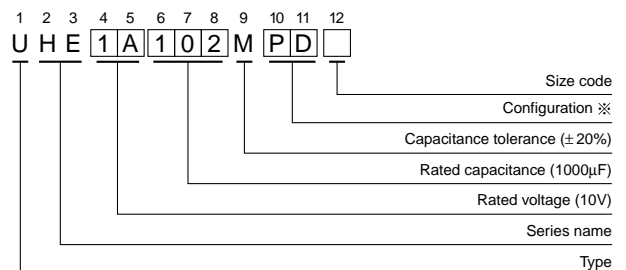 1 2 3 4 5 6 7 8 9 10 11 12
U H E 1 A 1 0 2 M P D
Size code
Configuration ※
Capacitance tolerance (±20%)
Rated capacitance (1000µF)
Rated voltage (10V)
Series name
Type